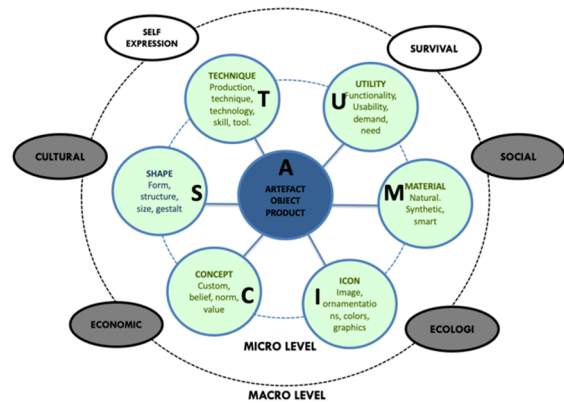 SELF
EXPRESSION
SURVIVAL
TECHNIQUE
Production,
technique,
technology,
skill, tool.
T
UTILITY
Functionality,
Usability,
demand,
need
U
CULTURAL
SOCIAL
SHAPE
Form,
structure,
size, gestalt
S
A
ARTEFACT
OBJECT
PRODUCT
MATERIAL
Natural.
Synthetic,
smart
M
CONCEPT
Custom,
belief, norm,
value
C
ICON
Image,
ornamentatio
ns, colors,
graphics
I
ECONOMIC
ECOLOGI
MICRO LEVEL
MACRO LEVEL